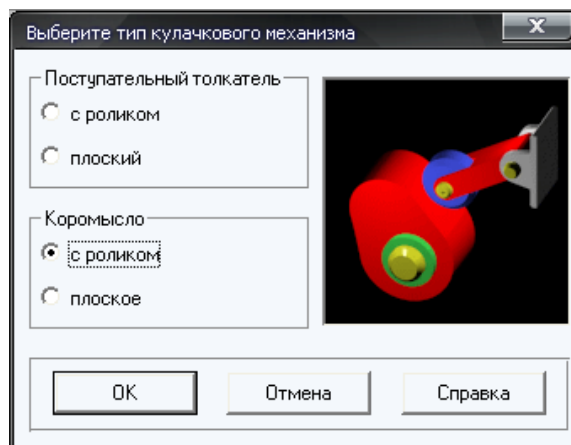 Выберите тип кулачкового механизма
Поступательный толкатель
с роликом
плоский
Коромысло
с роликом
плоское
OK
Отмена
Справка